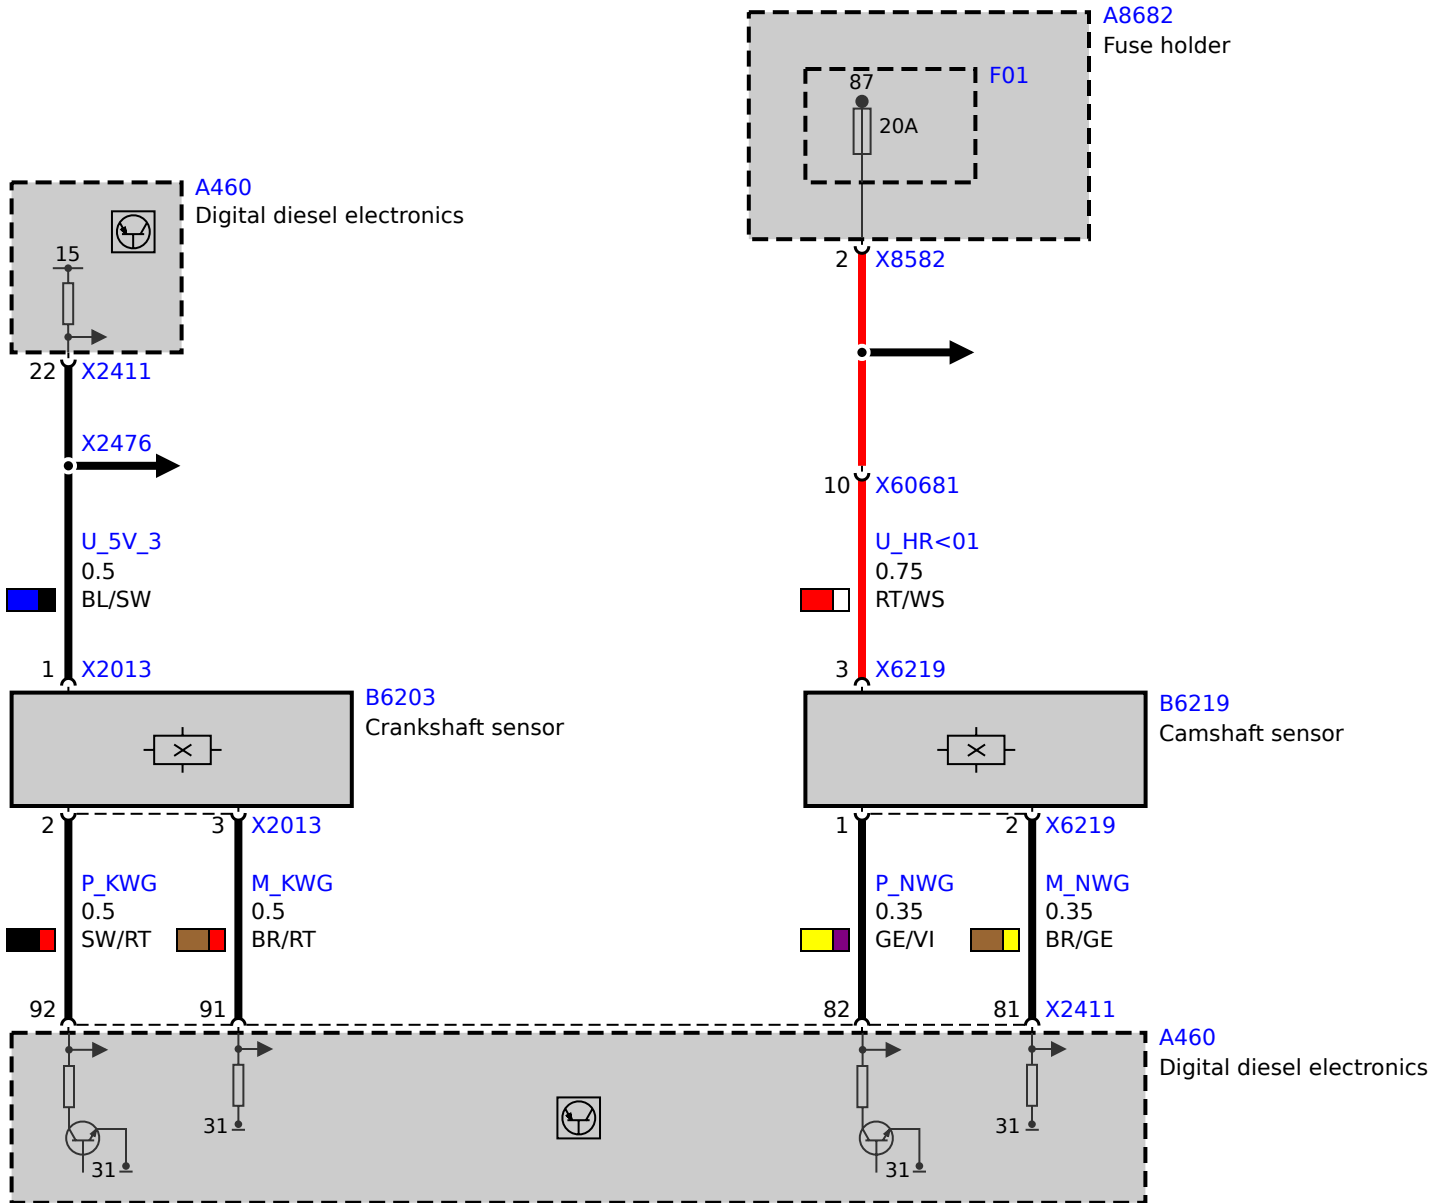 A8682
Fuse holder
F01
87
20A
2 X8582
A460
Digital diesel electronics
15
22 X2411
X2476
10 X60681
U_5V_3
0.5
BL/SW
U_HR<01
0.75
RT/WS
1 X2013
3 X6219
B6203
Crankshaft sensor
B6219
Camshaft sensor
2 3 X2013
1 2 X6219
P_KWG
0.5
SW/RT
M_KWG
0.5
BR/RT
P_NWG
0.35
GE/VI
M_NWG
0.35
BR/GE
92 91 82 81 X2411
A460
Digital diesel electronics
31 31
31 31